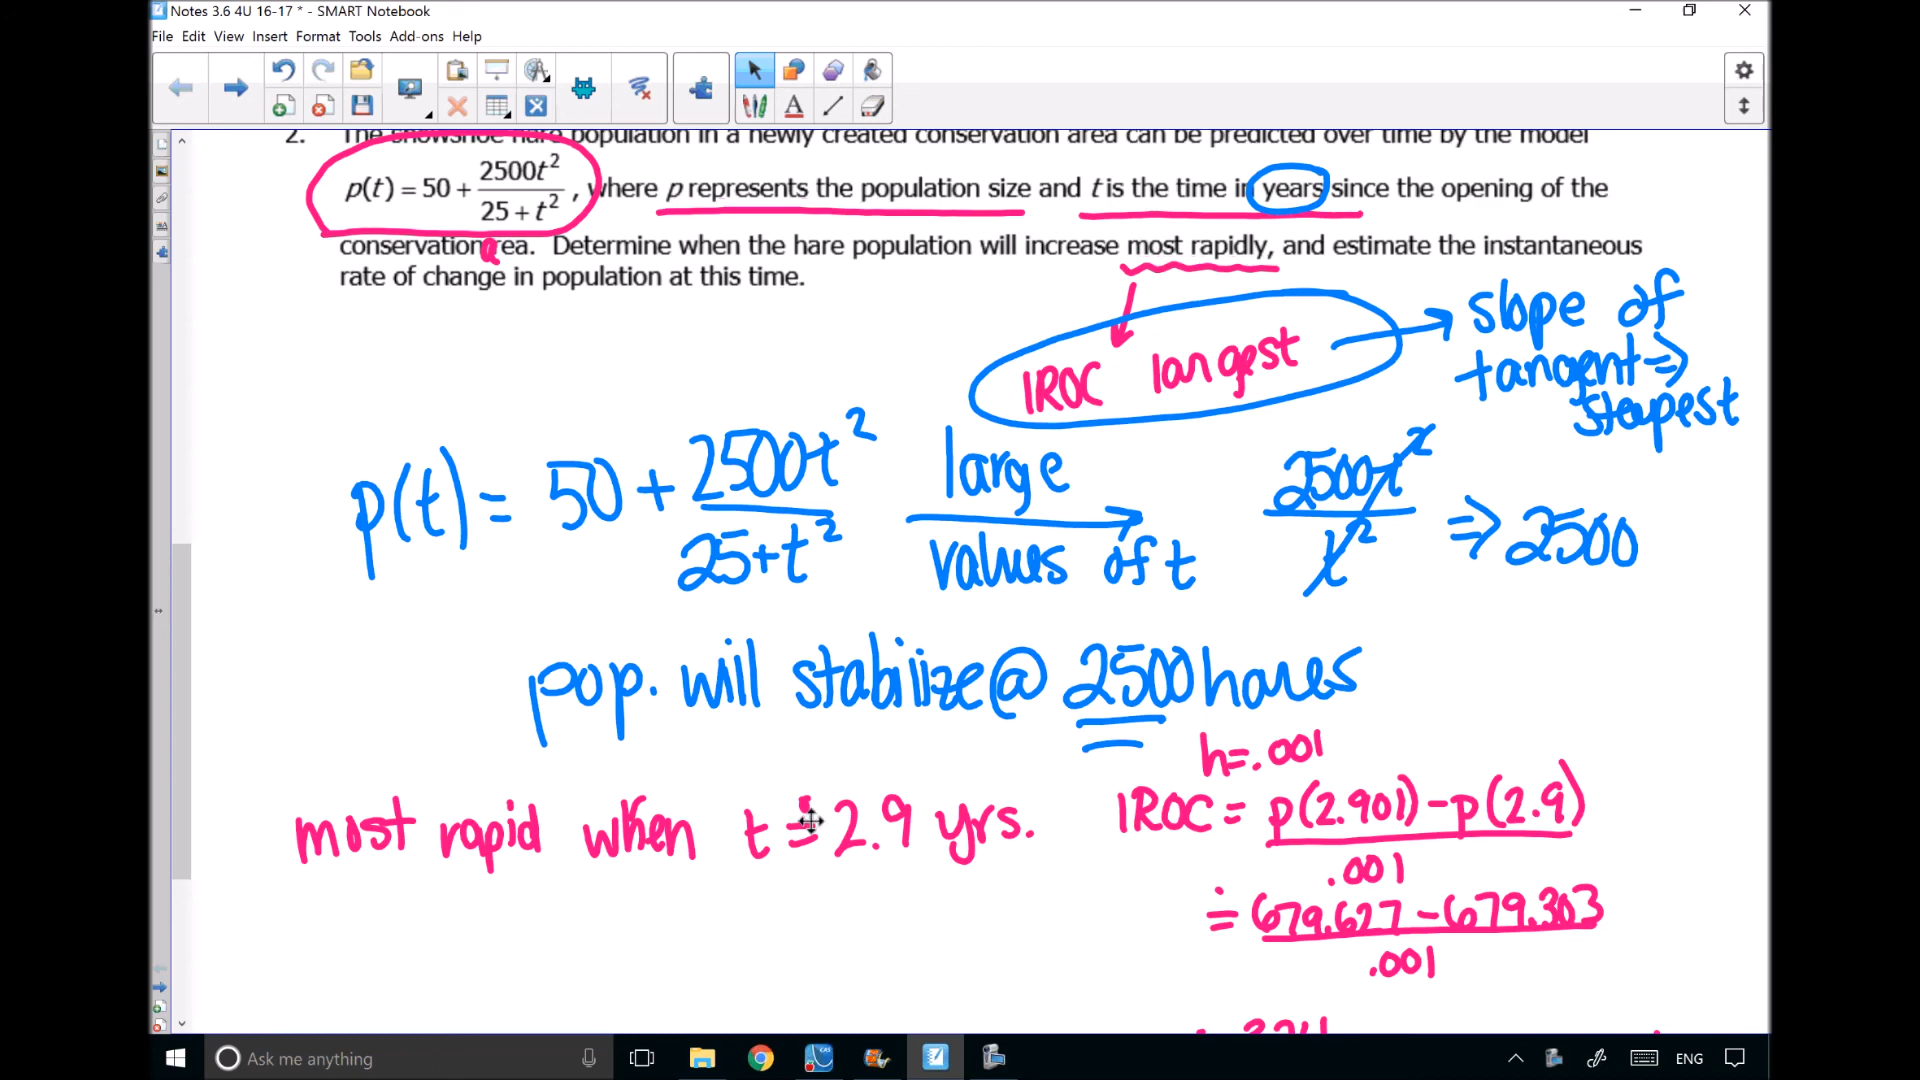 Notes 3.6 4U 16-17 * - SMART Notebook
File Edit View Insert Format Tools Add-ons Help
2. The snowshoe hare population in a newly created conservation area can be predicted over time by the model
p(t) = 50 + 2500t² / 25 + t² , where p represents the population size and t is the time in years since the opening of the
conservation area. Determine when the hare population will increase most rapidly, and estimate the instantaneous
rate of change in population at this time.
IROC largest → slope of
tangent ⇒
steepest
p(t) = 50 + 2500t² / 25+t² large values of t → 2500t² / t² ⇒ 2500
pop. will stabilize @ 2500 hares
h=.001
most rapid when t ≐ 2.9 yrs. IROC = p(2.901) - p(2.9)
.001
≐ 679.627 - 679.303
.001
Ask me anything
ENG